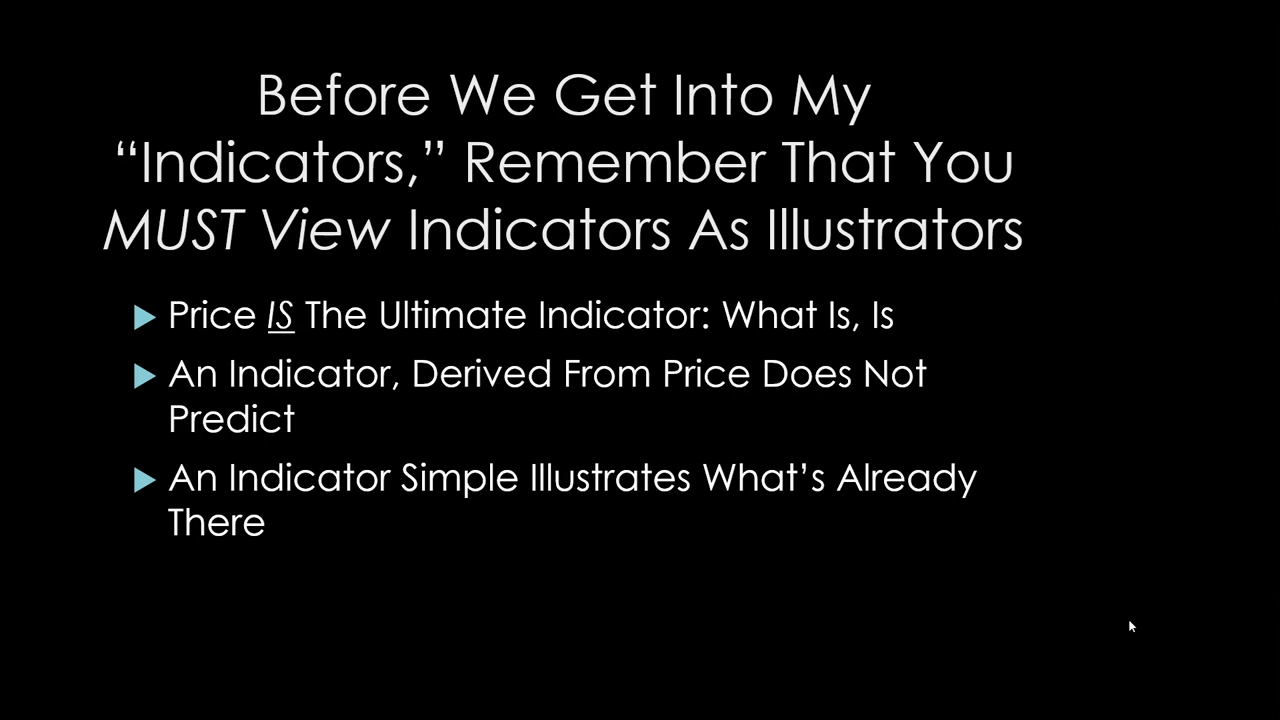 Before We Get Into My
“Indicators,” Remember That You
MUST View Indicators As Illustrators
Price IS The Ultimate Indicator: What Is, Is
An Indicator, Derived From Price Does Not
Predict
An Indicator Simple Illustrates What’s Already
There